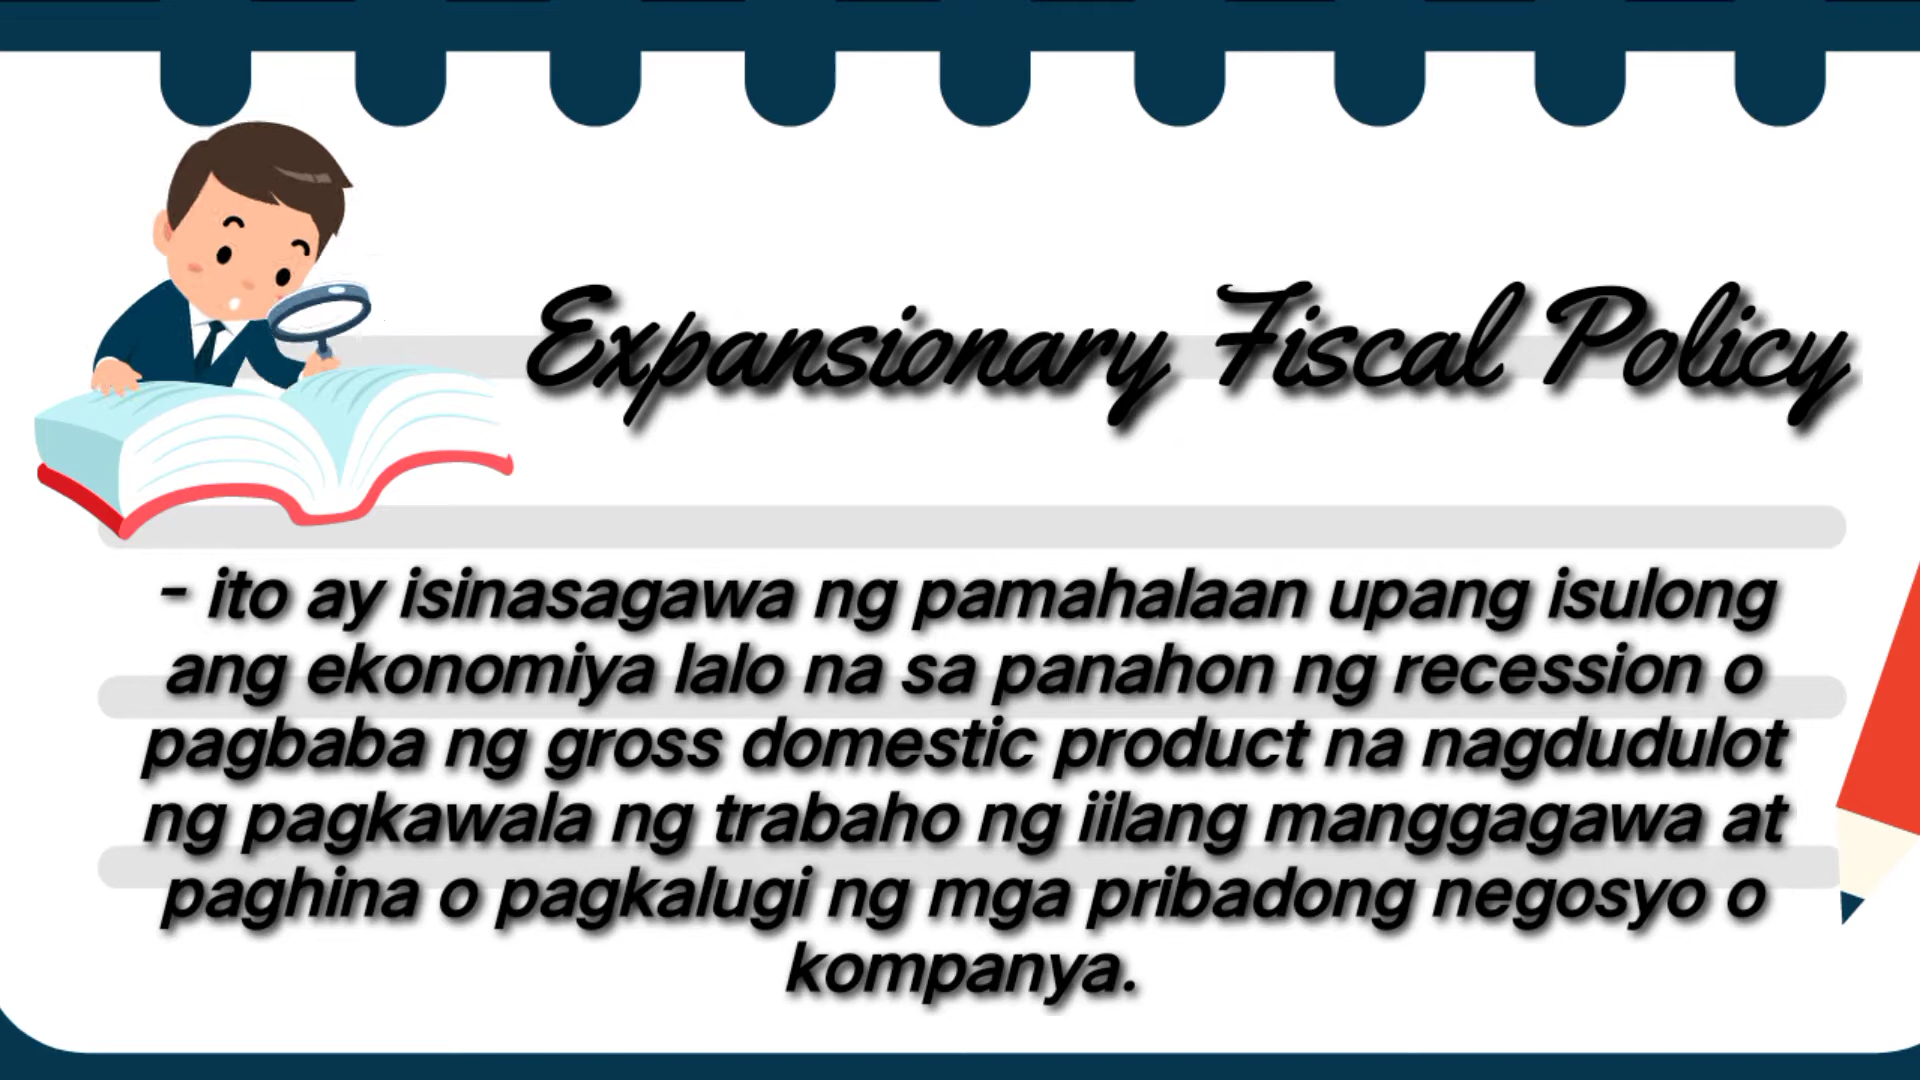 Expansionary Fiscal Policy
- ito ay isinasagawa ng pamahalaan upang isulong
ang ekonomiya lalo na sa panahon ng recession o
pagbaba ng gross domestic product na nagdudulot
ng pagkawala ng trabaho ng iilang manggagawa at
paghina o pagkalugi ng mga pribadong negosyo o
kompanya.